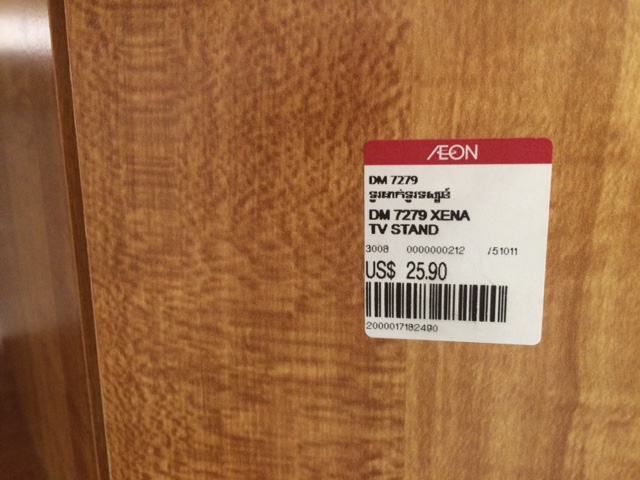 ÆON
DM 7279
ទូរដាក់ទូរទស្សន៍
DM 7279 XENA
TV STAND
3008 0000000212 /51011
US$ 25.90
2000017182490